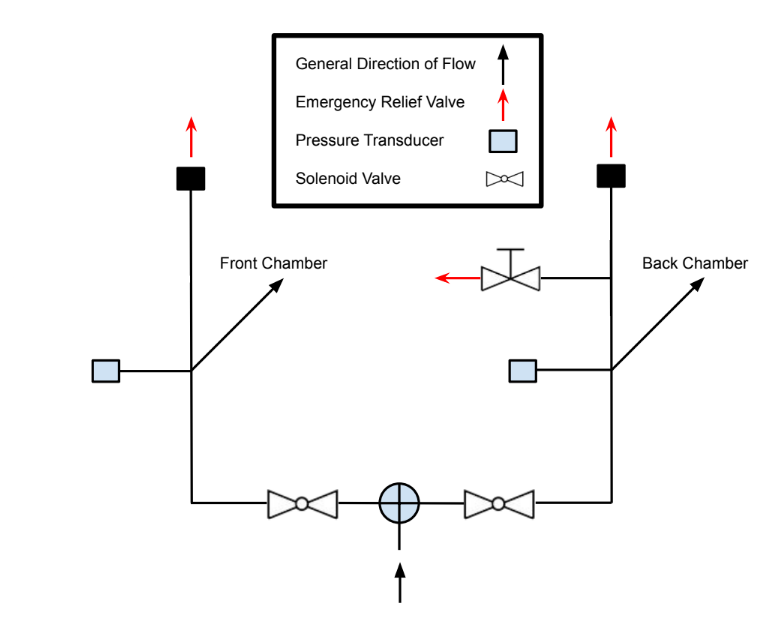 General Direction of Flow
Emergency Relief Valve
Pressure Transducer
Solenoid Valve
Front Chamber
Back Chamber